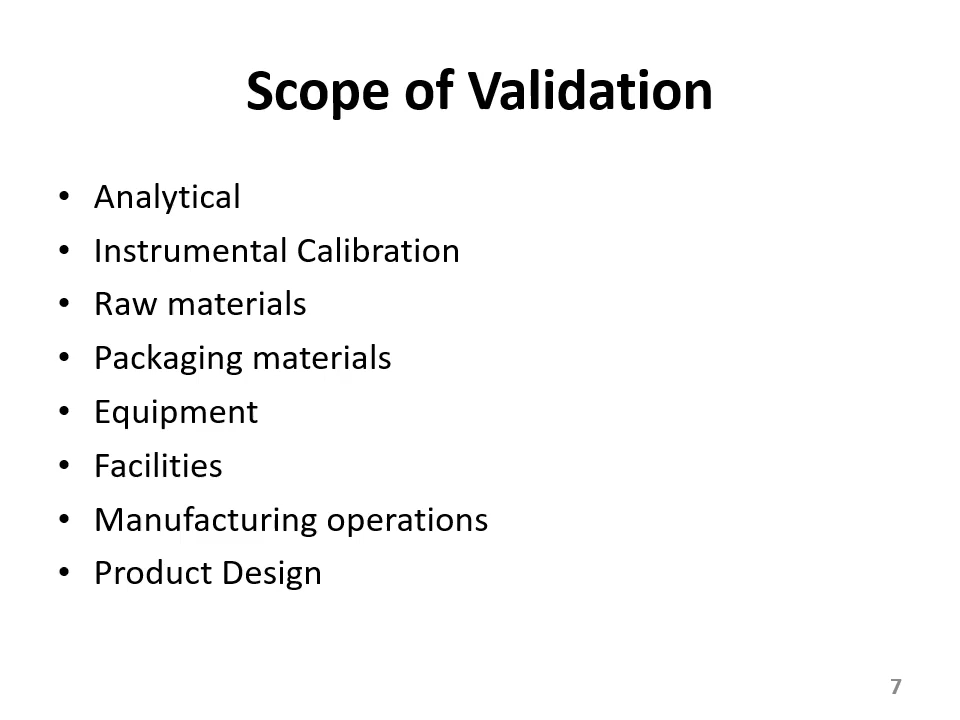 Scope of Validation
• Analytical
• Instrumental Calibration
• Raw materials
• Packaging materials
• Equipment
• Facilities
• Manufacturing operations
• Product Design
7